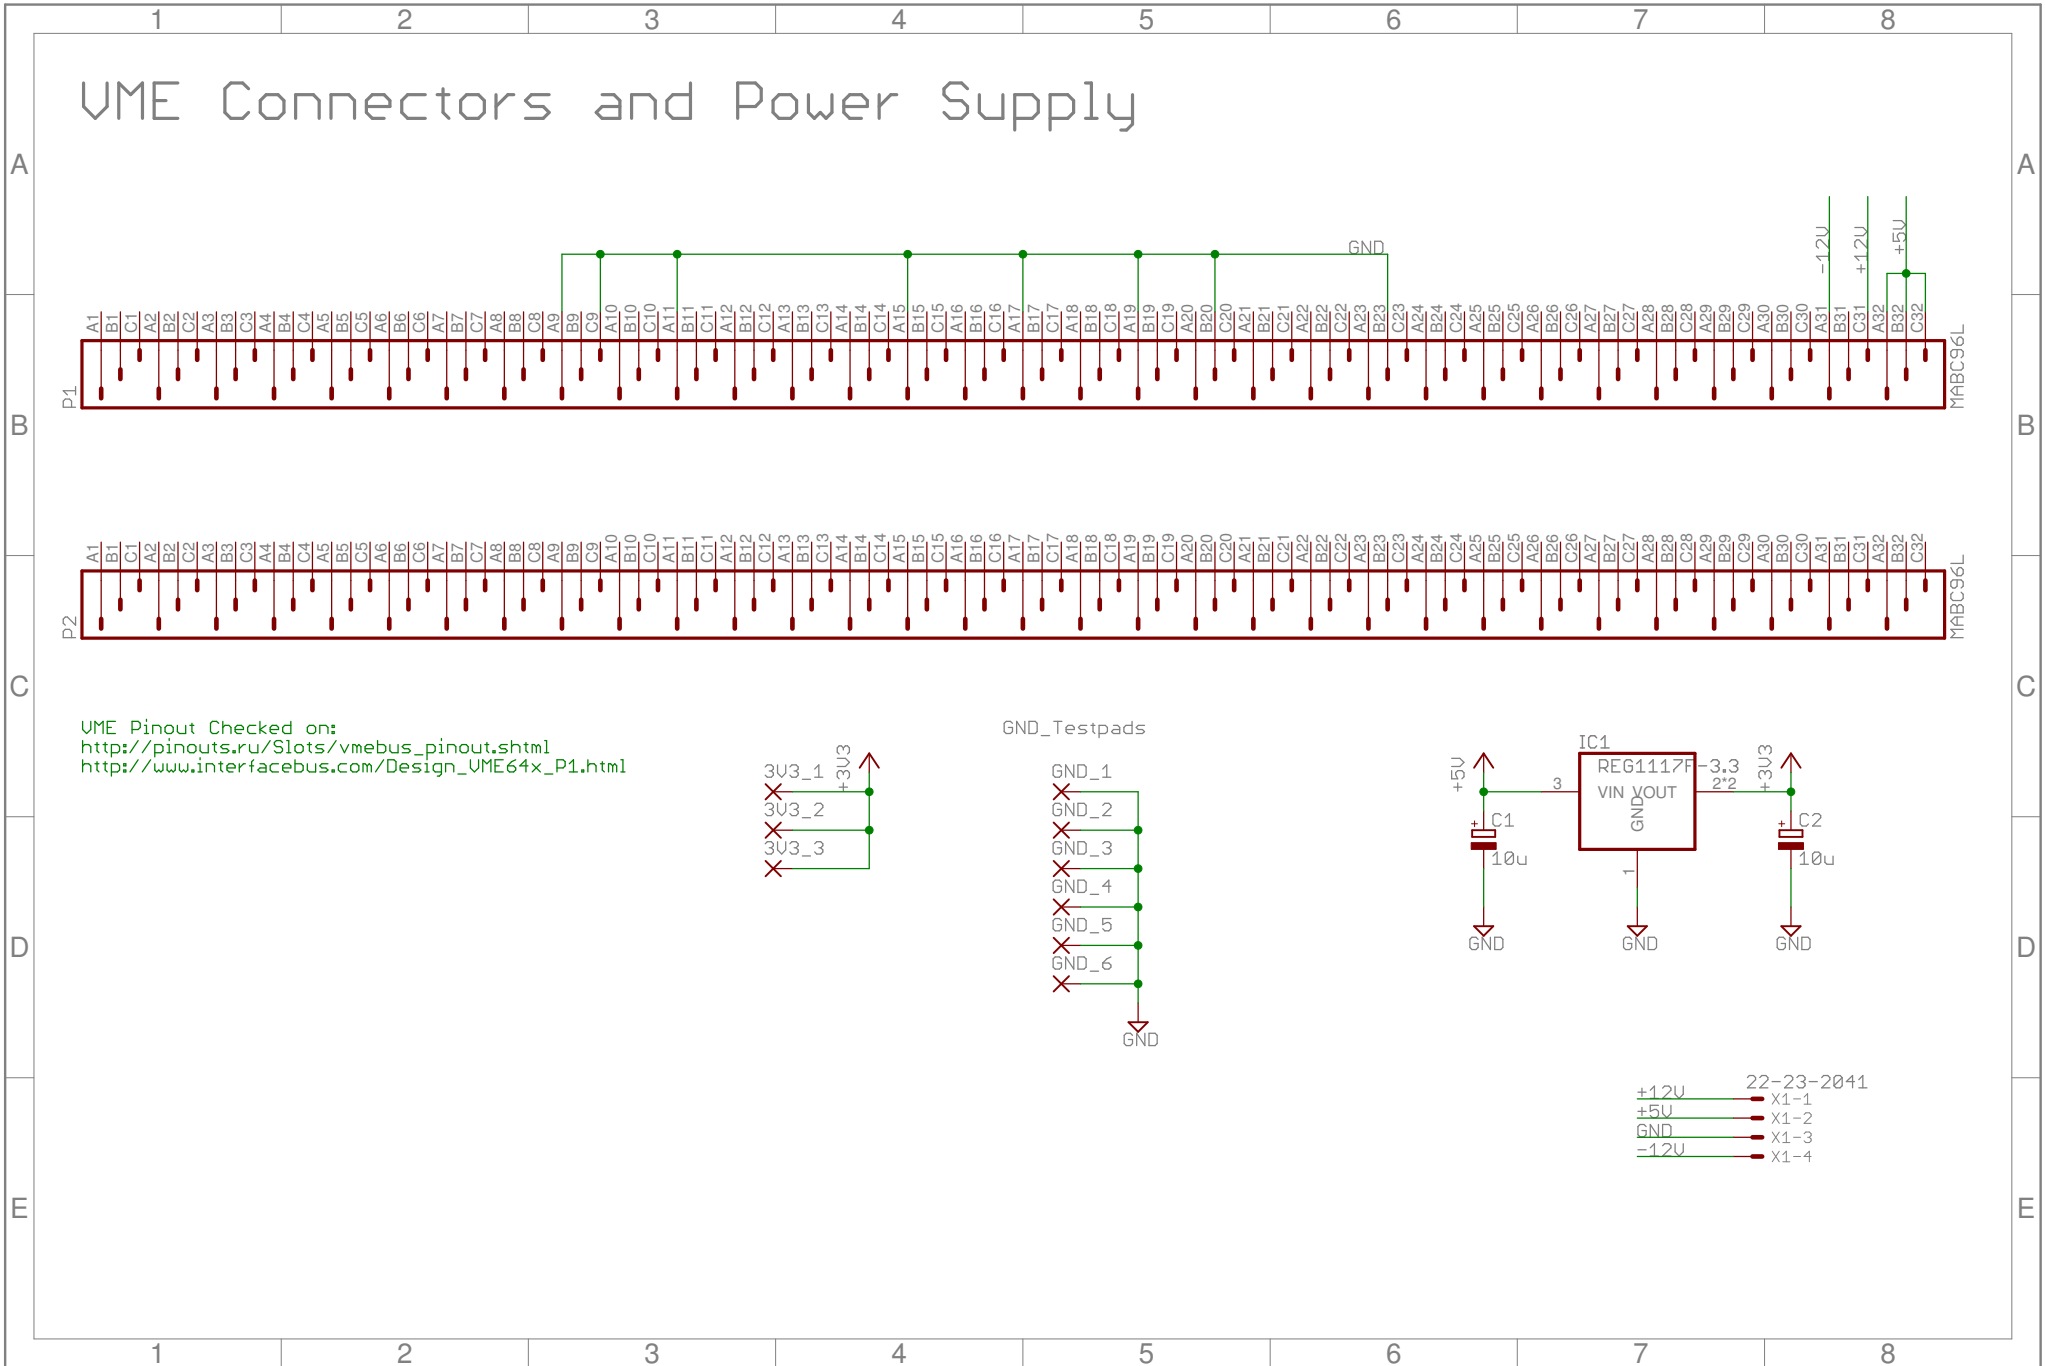 1 2 3 4 5 6 7 8
VME Connectors and Power Supply
A A
GND -12V +12V +5V
A1 B1 C1 A2 B2 C2 A3 B3 C3 A4 B4 C4 A5 B5 C5 A6 B6 C6 A7 B7 C7 A8 B8 C8 A9 B9 C9 A10 B10 C10 A11 B11 C11 A12 B12 C12 A13 B13 C13 A14 B14 C14 A15 B15 C15 A16 B16 C16 A17 B17 C17 A18 B18 C18 A19 B19 C19 A20 B20 C20 A21 B21 C21 A22 B22 C22 A23 B23 C23 A24 B24 C24 A25 B25 C25 A26 B26 C26 A27 B27 C27 A28 B28 C28 A29 B29 C29 A30 B30 C30 A31 B31 C31 A32 B32 C32
P1 MABC96L
B B
A1 B1 C1 A2 B2 C2 A3 B3 C3 A4 B4 C4 A5 B5 C5 A6 B6 C6 A7 B7 C7 A8 B8 C8 A9 B9 C9 A10 B10 C10 A11 B11 C11 A12 B12 C12 A13 B13 C13 A14 B14 C14 A15 B15 C15 A16 B16 C16 A17 B17 C17 A18 B18 C18 A19 B19 C19 A20 B20 C20 A21 B21 C21 A22 B22 C22 A23 B23 C23 A24 B24 C24 A25 B25 C25 A26 B26 C26 A27 B27 C27 A28 B28 C28 A29 B29 C29 A30 B30 C30 A31 B31 C31 A32 B32 C32
P2 MABC96L
C C
VME Pinout Checked on:
http://pinouts.ru/Slots/vmebus_pinout.shtml
http://www.interfacebus.com/Design_VME64x_P1.html
3V3_1
3V3_2
3V3_3
+3V3
GND_Testpads
GND_1
GND_2
GND_3
GND_4
GND_5
GND_6
GND
IC1
REG1117F-3.3
+5V 3 VIN VOUT 2*2 +3V3
GND
C1 C2
+ +
10u 10u
1
GND GND GND
D D
22-23-2041
+12V X1-1
+5V X1-2
GND X1-3
-12V X1-4
E E
1 2 3 4 5 6 7 8